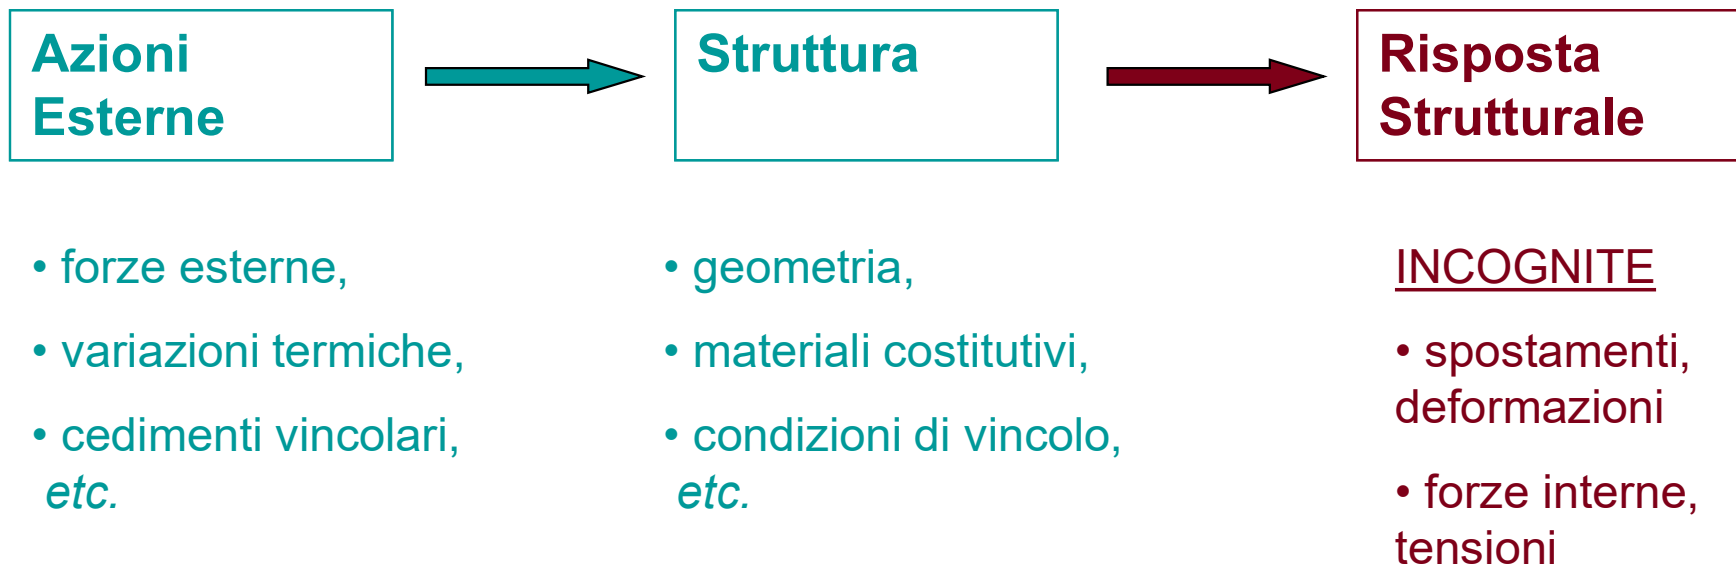 Azioni
Esterne
Struttura
Risposta
Strutturale
• forze esterne,
• variazioni termiche,
• cedimenti vincolari,
etc.
• geometria,
• materiali costitutivi,
• condizioni di vincolo,
etc.
INCOGNITE
• spostamenti,
deformazioni
• forze interne,
tensioni